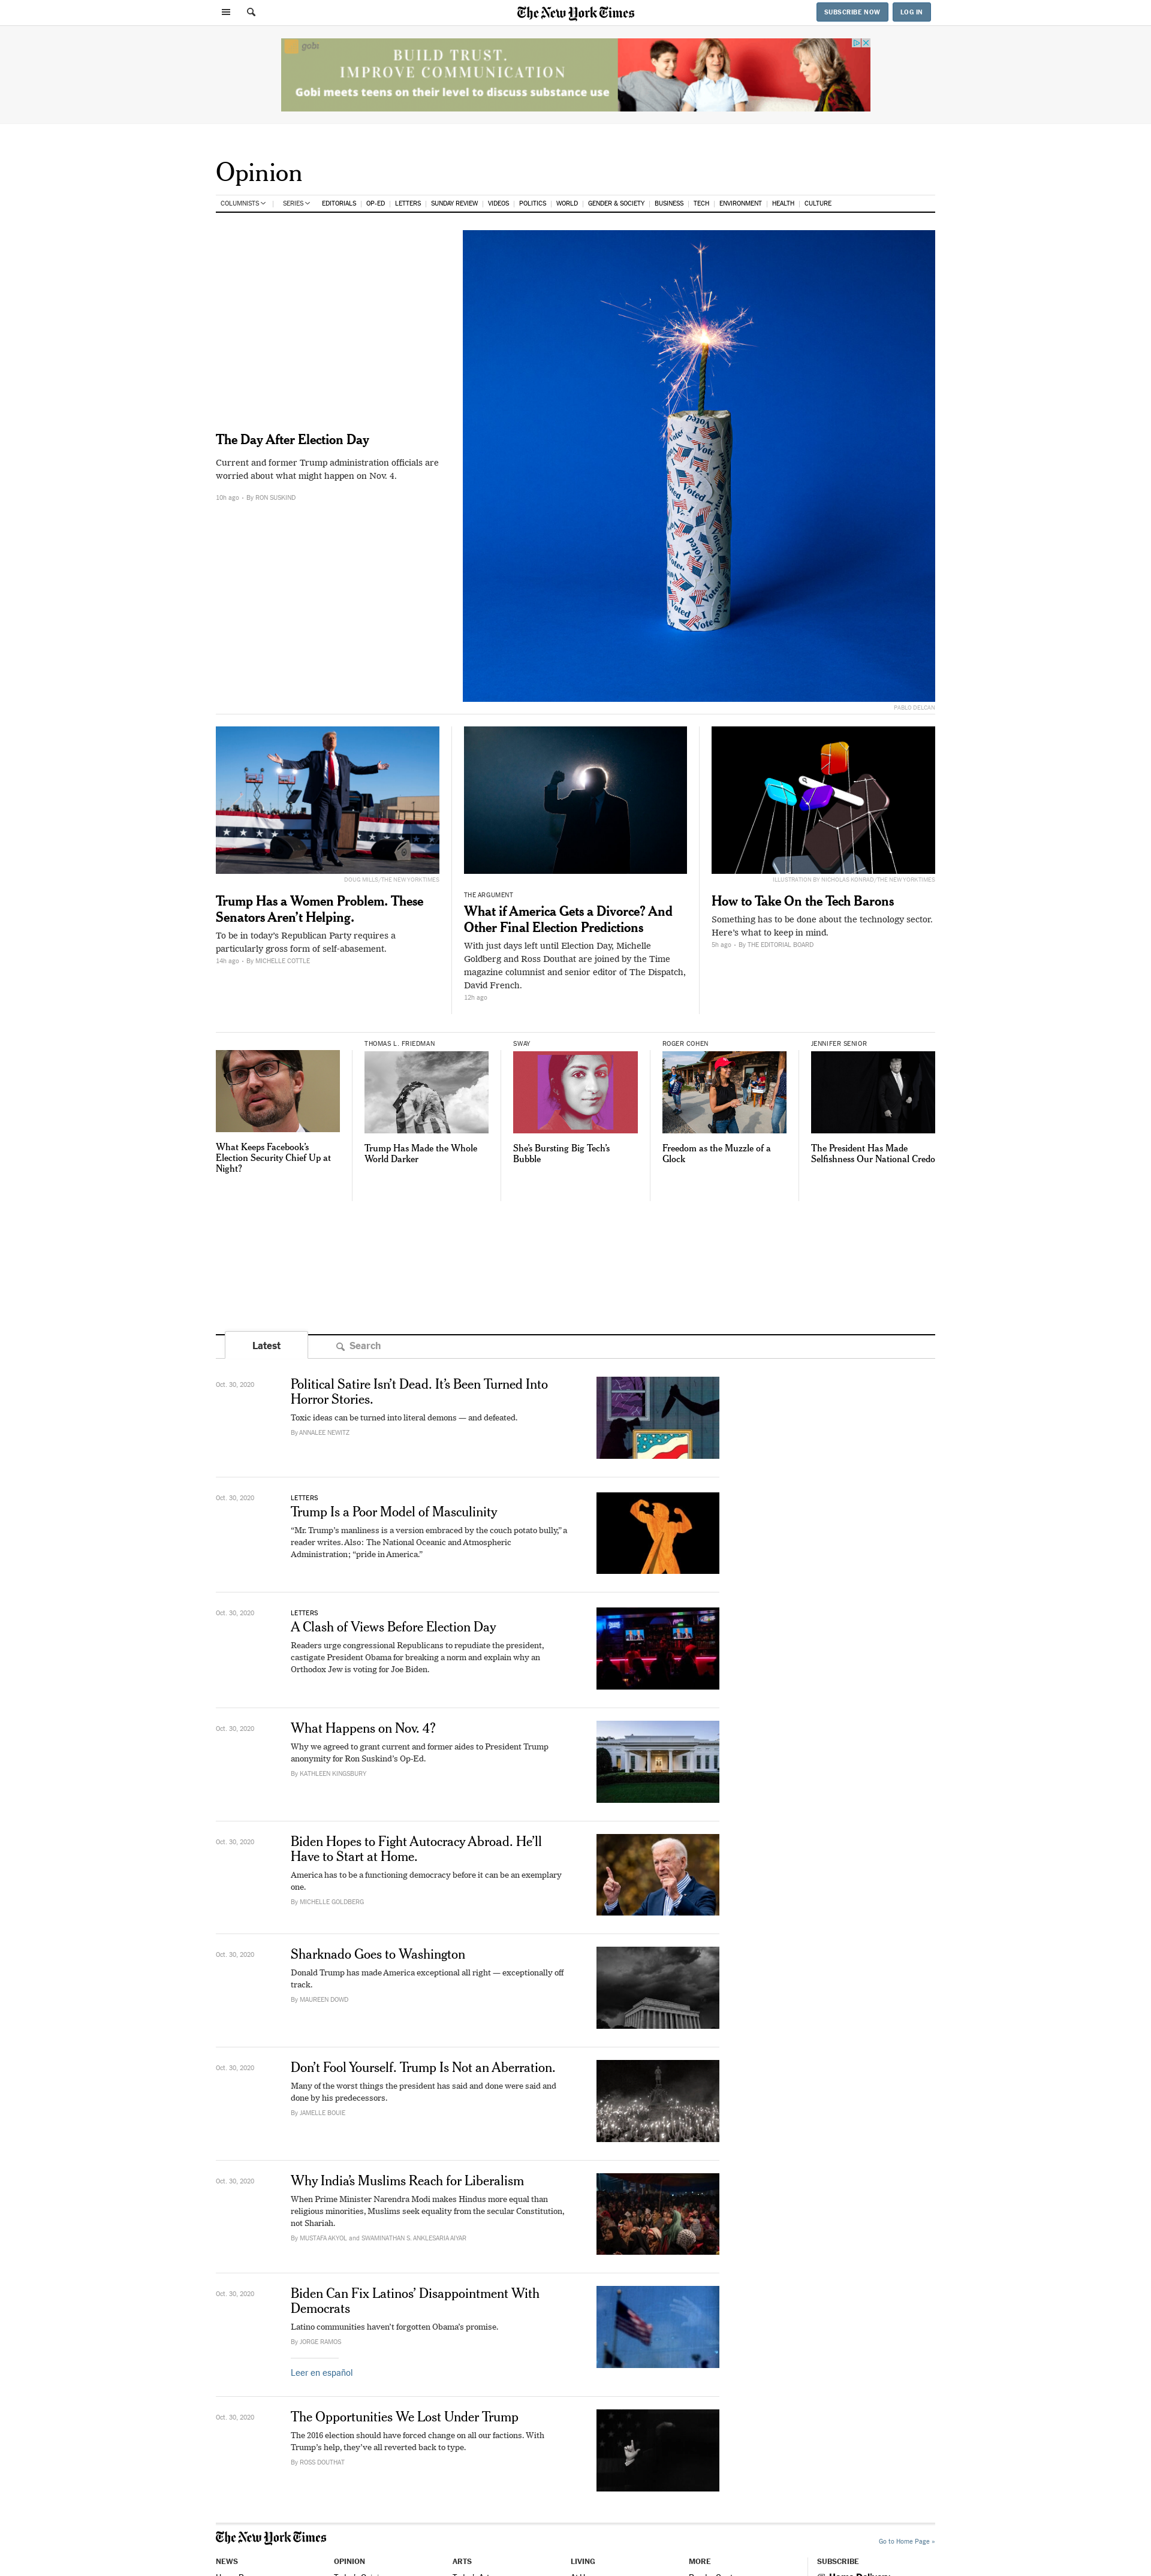 The New York Times
SUBSCRIBE NOW
LOG IN
gobi
BUILD TRUST.
IMPROVE COMMUNICATION
Gobi meets teens on their level to discuss substance use
Opinion
COLUMNISTS
SERIES
EDITORIALS
OP-ED
LETTERS
SUNDAY REVIEW
VIDEOS
POLITICS
WORLD
GENDER & SOCIETY
BUSINESS
TECH
ENVIRONMENT
HEALTH
CULTURE
The Day After Election Day
Current and former Trump administration officials are
worried about what might happen on Nov. 4.
10h ago • By RON SUSKIND
I Voted
PABLO DELCAN
DOUG MILLS/THE NEW YORK TIMES
Trump Has a Women Problem. These
Senators Aren’t Helping.
To be in today’s Republican Party requires a
particularly gross form of self-abasement.
14h ago • By MICHELLE COTTLE
THE ARGUMENT
What if America Gets a Divorce? And
Other Final Election Predictions
With just days left until Election Day, Michelle
Goldberg and Ross Douthat are joined by the Time
magazine columnist and senior editor of The Dispatch,
David French.
12h ago
ILLUSTRATION BY NICHOLAS KONRAD/THE NEW YORK TIMES
How to Take On the Tech Barons
Something has to be done about the technology sector.
Here’s what to keep in mind.
5h ago • By THE EDITORIAL BOARD
What Keeps Facebook’s
Election Security Chief Up at
Night?
THOMAS L. FRIEDMAN
Trump Has Made the Whole
World Darker
SWAY
She’s Bursting Big Tech’s
Bubble
ROGER COHEN
Freedom as the Muzzle of a
Glock
JENNIFER SENIOR
The President Has Made
Selfishness Our National Credo
Latest
Search
Oct. 30, 2020
Political Satire Isn’t Dead. It’s Been Turned Into
Horror Stories.
Toxic ideas can be turned into literal demons — and defeated.
By ANNALEE NEWITZ
Oct. 30, 2020
LETTERS
Trump Is a Poor Model of Masculinity
“Mr. Trump’s manliness is a version embraced by the couch potato bully,” a
reader writes. Also: The National Oceanic and Atmospheric
Administration; “pride in America.”
Oct. 30, 2020
LETTERS
A Clash of Views Before Election Day
Readers urge congressional Republicans to repudiate the president,
castigate President Obama for breaking a norm and explain why an
Orthodox Jew is voting for Joe Biden.
Oct. 30, 2020
What Happens on Nov. 4?
Why we agreed to grant current and former aides to President Trump
anonymity for Ron Suskind’s Op-Ed.
By KATHLEEN KINGSBURY
Oct. 30, 2020
Biden Hopes to Fight Autocracy Abroad. He’ll
Have to Start at Home.
America has to be a functioning democracy before it can be an exemplary
one.
By MICHELLE GOLDBERG
Oct. 30, 2020
Sharknado Goes to Washington
Donald Trump has made America exceptional all right — exceptionally off
track.
By MAUREEN DOWD
Oct. 30, 2020
Don’t Fool Yourself. Trump Is Not an Aberration.
Many of the worst things the president has said and done were said and
done by his predecessors.
By JAMELLE BOUIE
Oct. 30, 2020
Why India’s Muslims Reach for Liberalism
When Prime Minister Narendra Modi makes Hindus more equal than
religious minorities, Muslims seek equality from the secular Constitution,
not Shariah.
By MUSTAFA AKYOL and SWAMINATHAN S. ANKLESARIA AIYAR
Oct. 30, 2020
Biden Can Fix Latinos’ Disappointment With
Democrats
Latino communities haven’t forgotten Obama’s promise.
By JORGE RAMOS
Leer en español
Oct. 30, 2020
The Opportunities We Lost Under Trump
The 2016 election should have forced change on all our factions. With
Trump’s help, they’ve all reverted back to type.
By ROSS DOUTHAT
The New York Times
Go to Home Page »
NEWS
OPINION
ARTS
LIVING
MORE
SUBSCRIBE